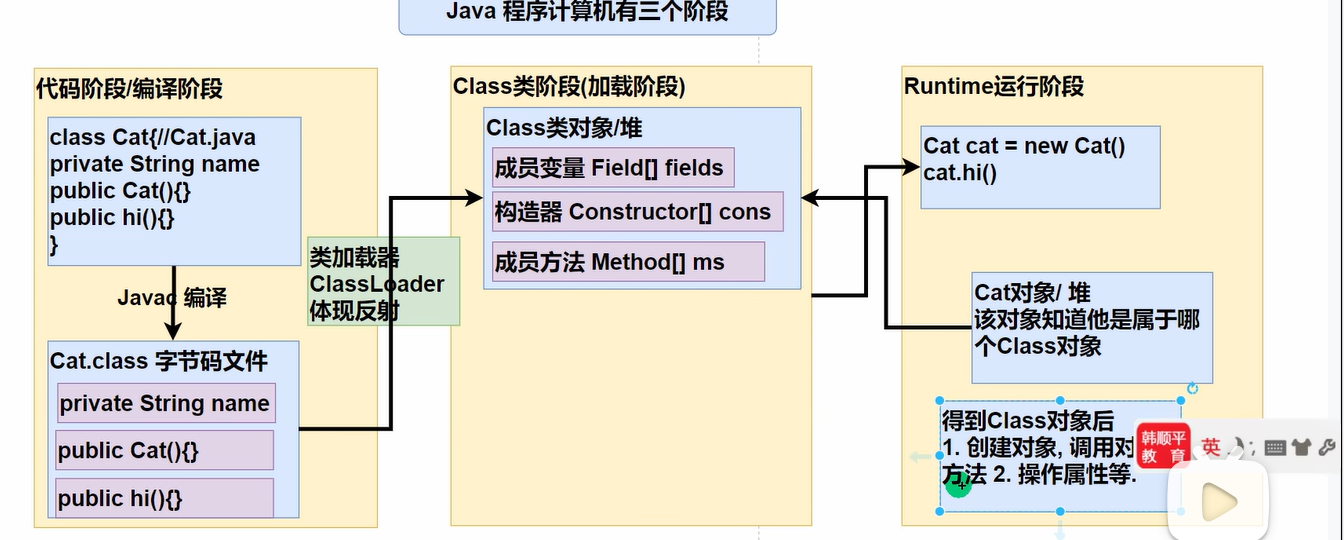 Java 程序计算机有三个阶段
代码阶段/编译阶段
class Cat{//Cat.java
private String name
public Cat(){}
public hi(){}
}
Javac 编译
Cat.class 字节码文件
private String name
public Cat(){}
public hi(){}
类加载器
ClassLoader
体现反射
Class类阶段(加载阶段)
Class类对象/堆
成员变量 Field[] fields
构造器 Constructor[] cons
成员方法 Method[] ms
Runtime运行阶段
Cat cat = new Cat()
cat.hi()
Cat对象/ 堆
该对象知道他是属于哪
个Class对象
得到Class对象后
1. 创建对象, 调用对
方法 2. 操作属性等.
韩顺平
教 育
英